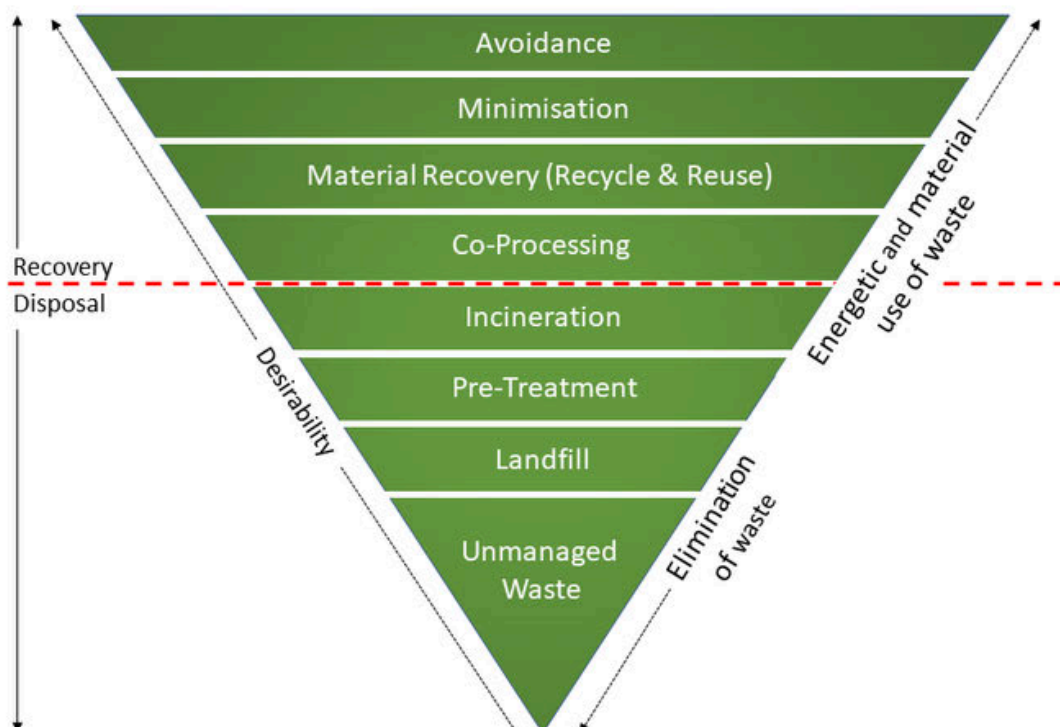 Avoidance
Minimisation
Material Recovery (Recycle & Reuse)
Co-Processing
Recovery
Disposal
Incineration
Pre-Treatment
Landfill
Unmanaged
Waste
Desirability
Energetic and material
use of waste
Elimination
of waste